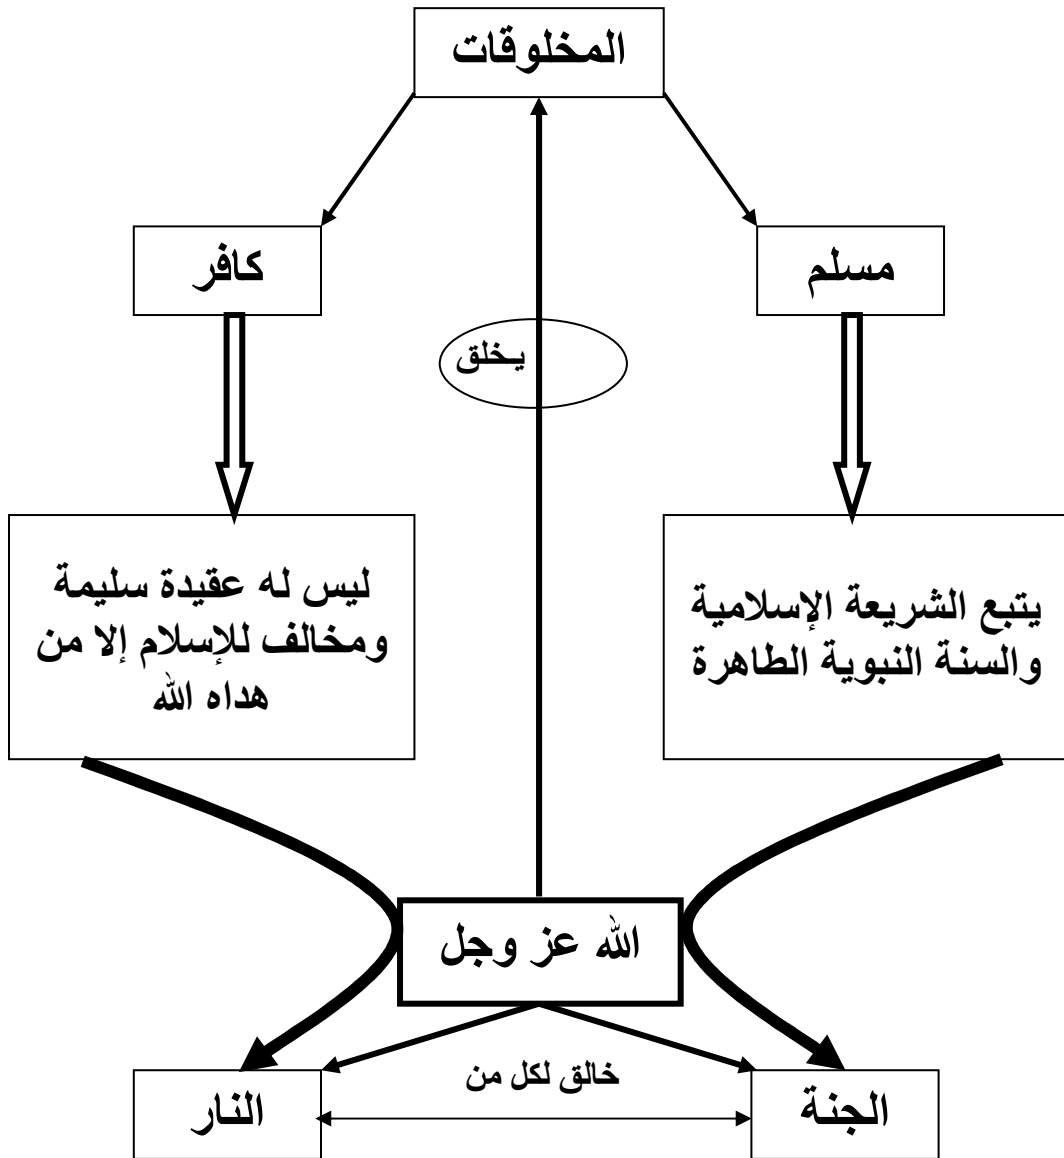 المخلوقات
مسلم
كافر
يخلق
يتبع الشريعة الإسلامية
والسنة النبوية الطاهرة
ليس له عقيدة سليمة
ومخالف للإسلام إلا من
هداه الله
الله عز وجل
خالق لكل من
الجنة
النار